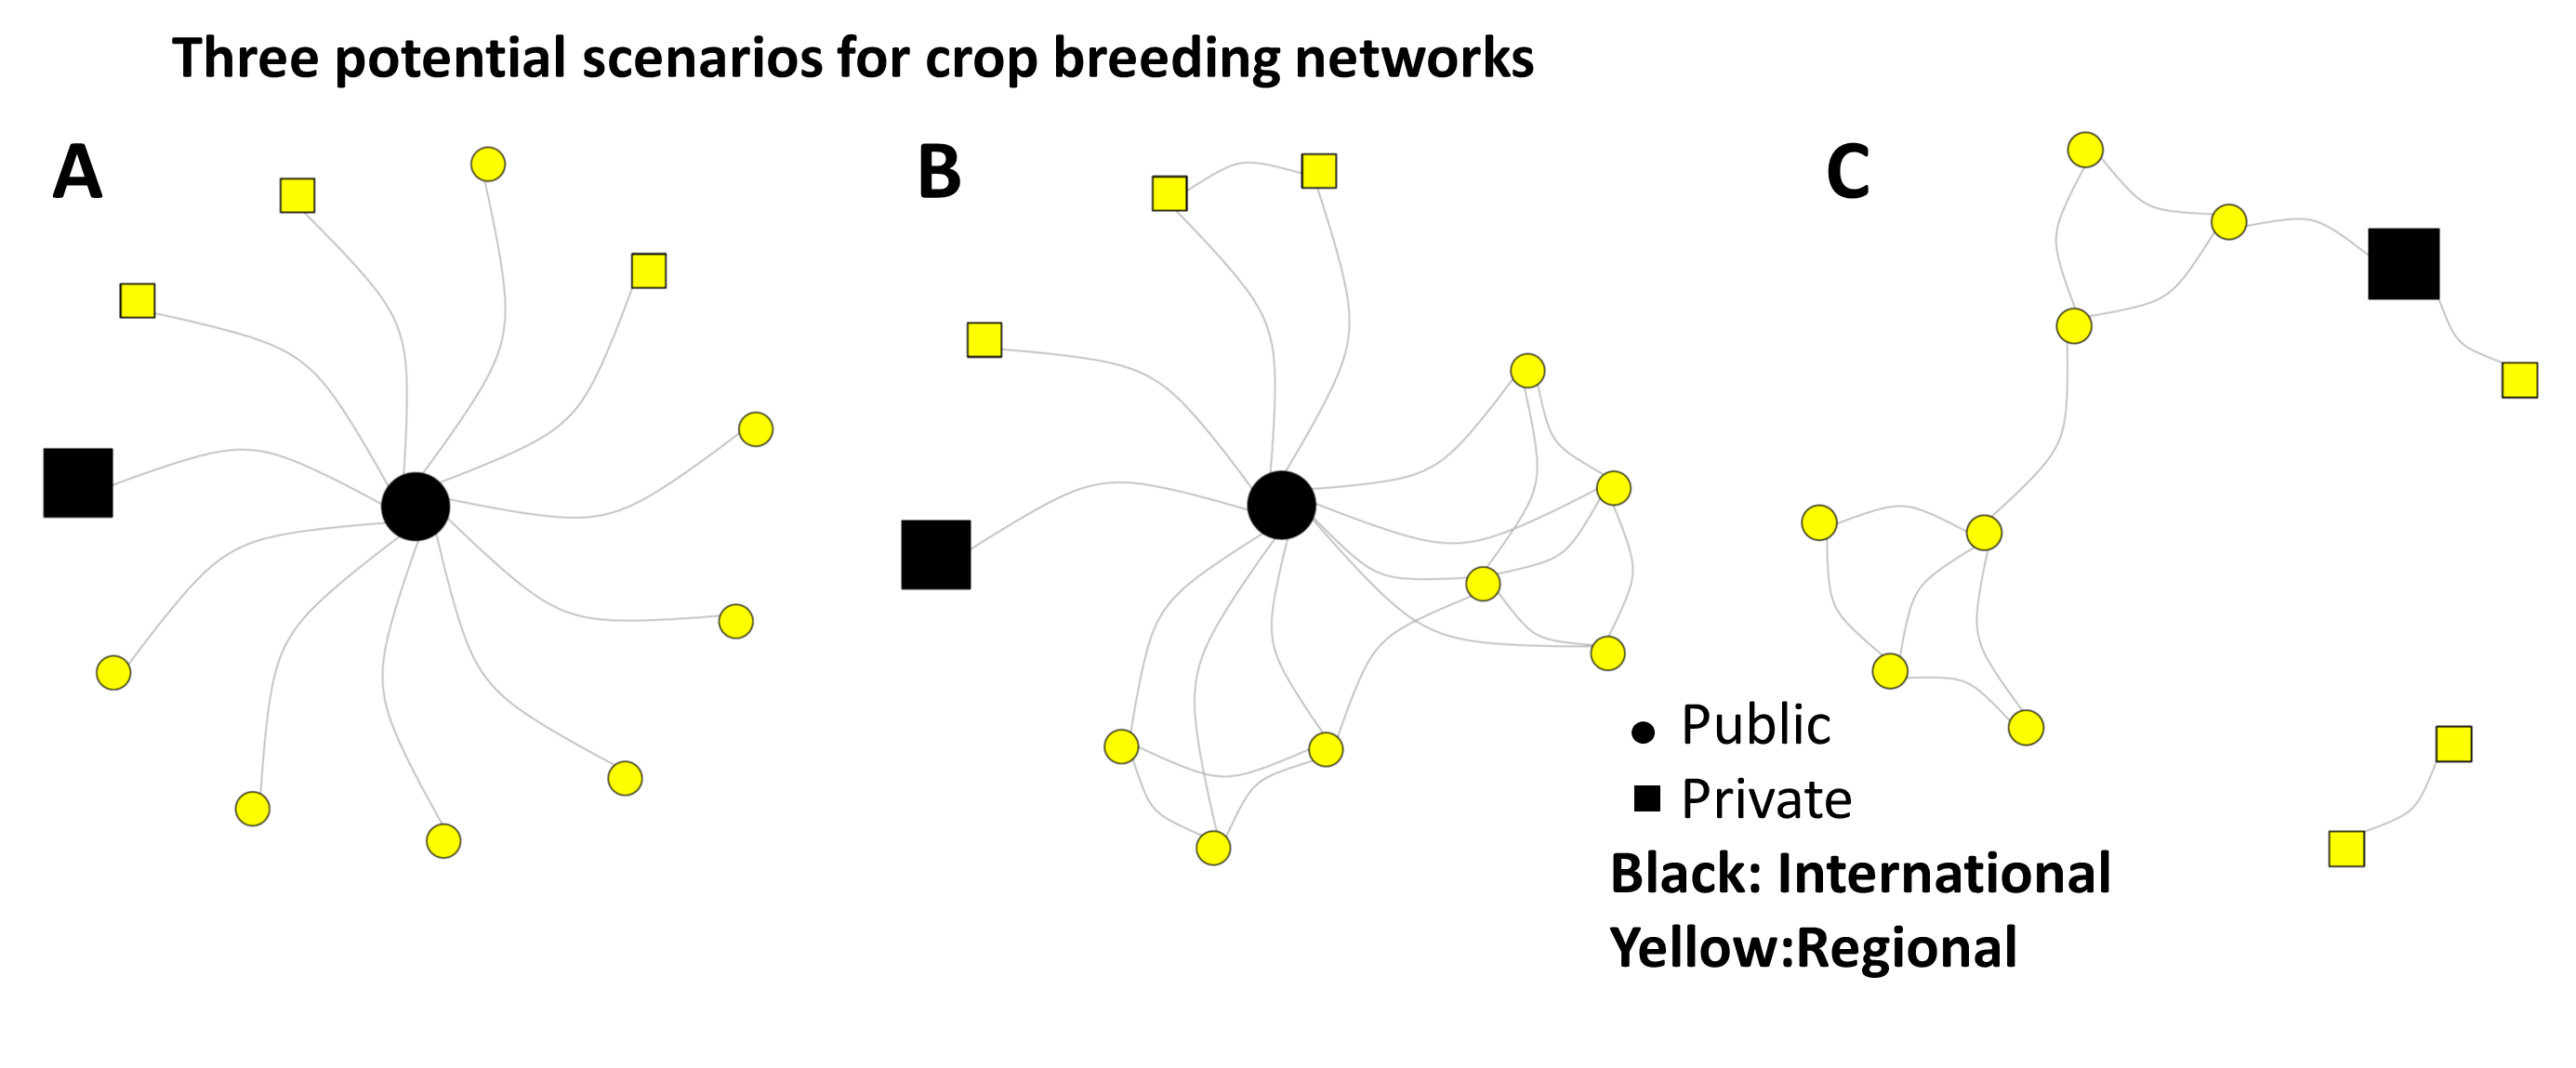 Three potential scenarios for crop breeding networks
A
B
C
Public
Private
Black: International
Yellow:Regional